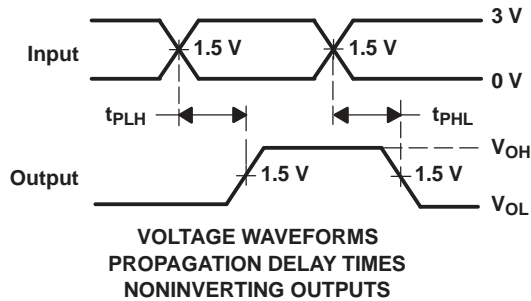 3 V
Input
1.5 V
1.5 V
0 V
tPLH
tPHL
VOH
Output
1.5 V
1.5 V
VOL
VOLTAGE WAVEFORMS
PROPAGATION DELAY TIMES
NONINVERTING OUTPUTS